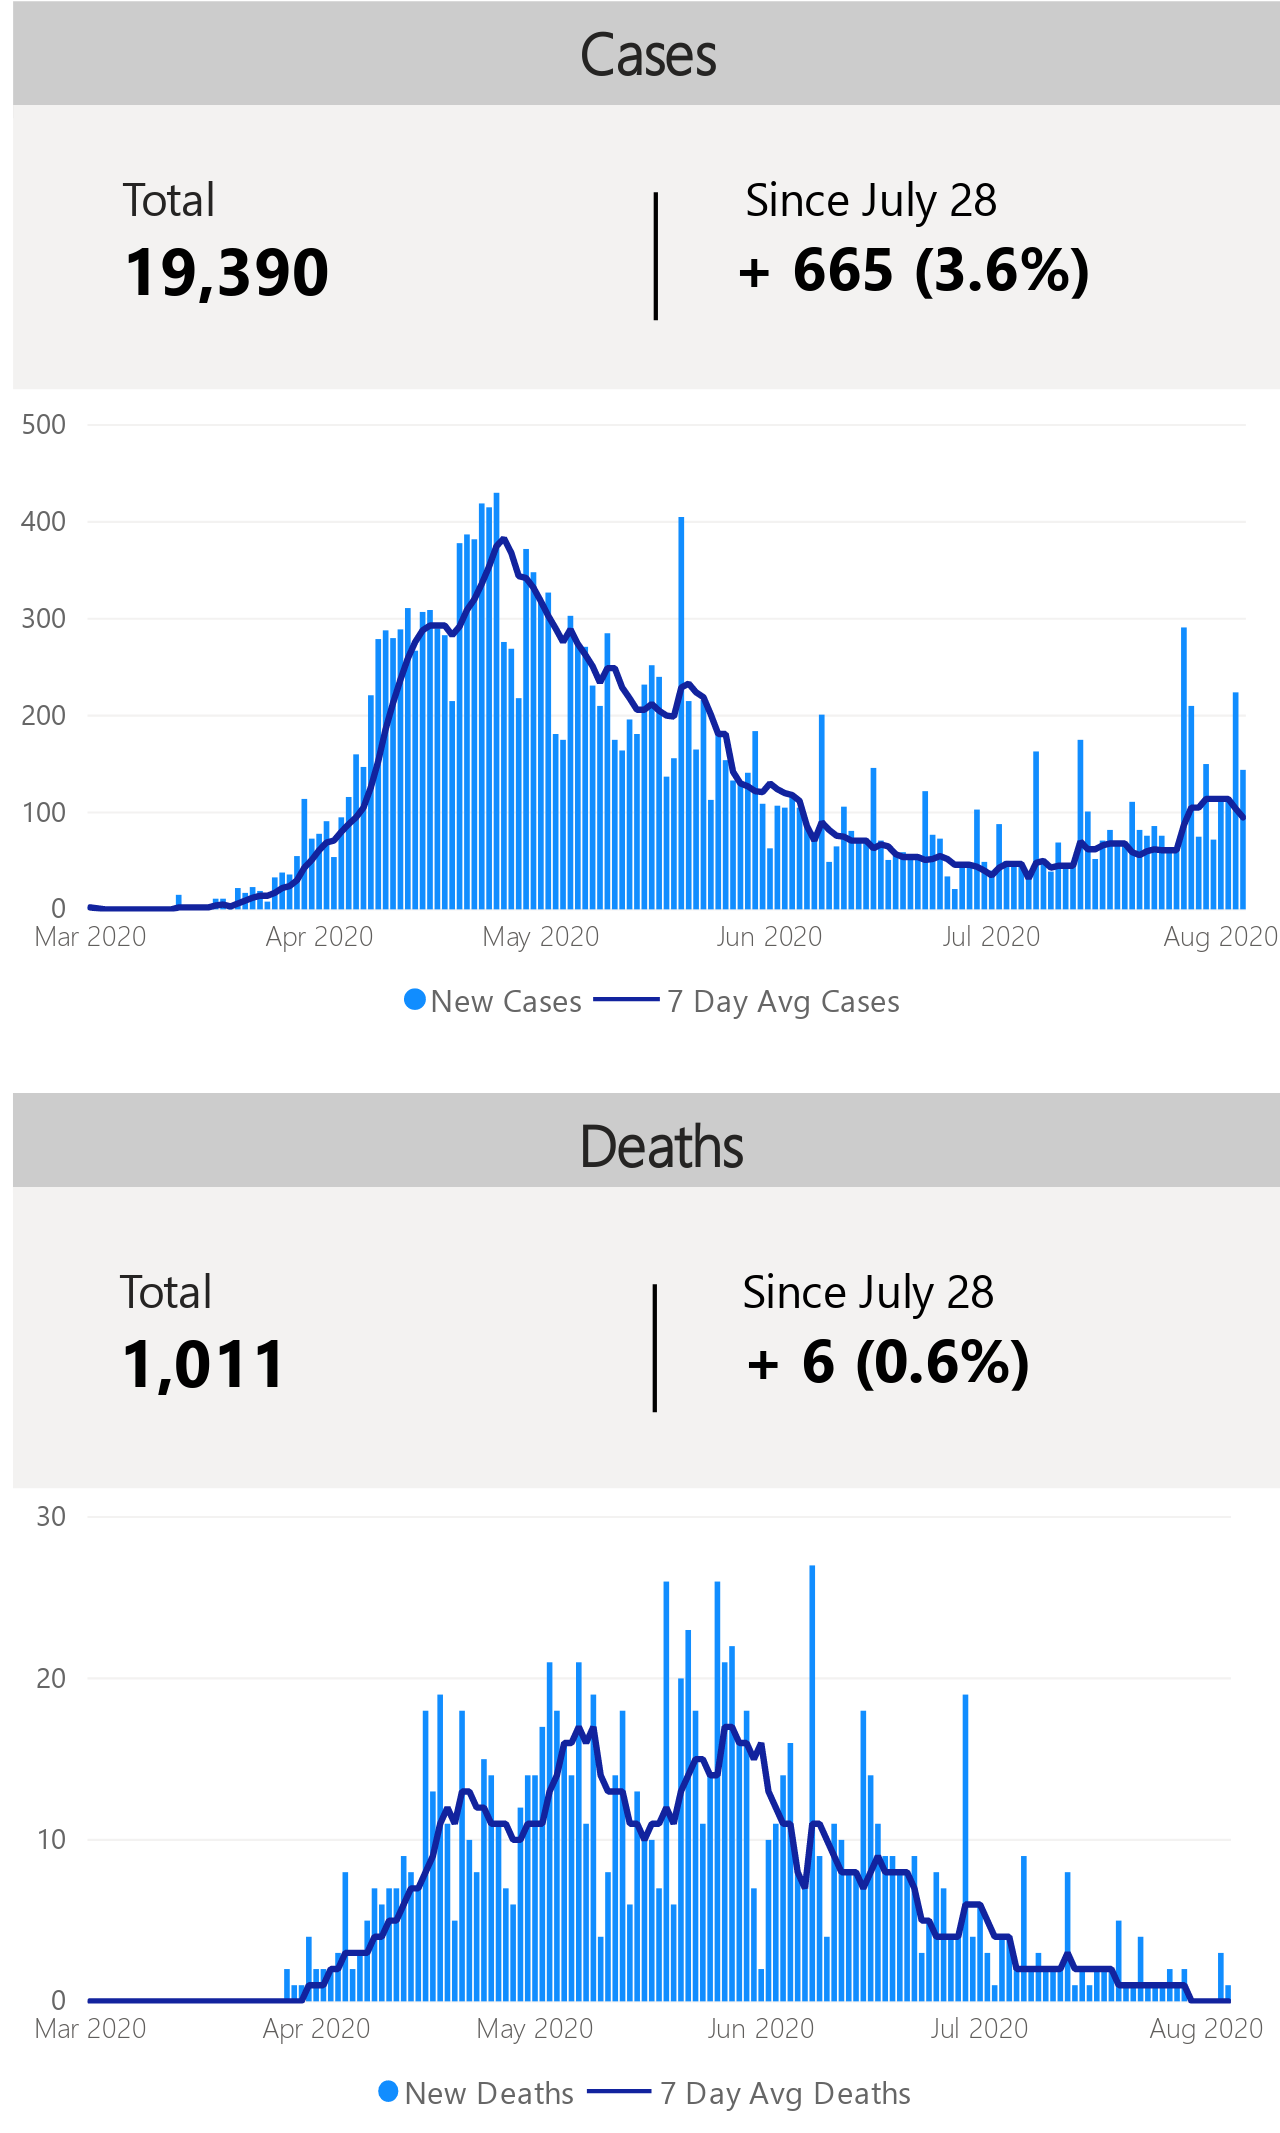 Cases
Total
Since July 28
19,390
+ 665 (3.6%)
500
400
300
200
100
0
Mar 2020 Apr 2020 May 2020 Jun 2020 Jul 2020 Aug 2020
New Cases 7 Day Avg Cases
Deaths
Total
Since July 28
1,011
+ 6 (0.6%)
30
20
10
0
Mar 2020 Apr 2020 May 2020 Jun 2020 Jul 2020 Aug 2020
New Deaths 7 Day Avg Deaths